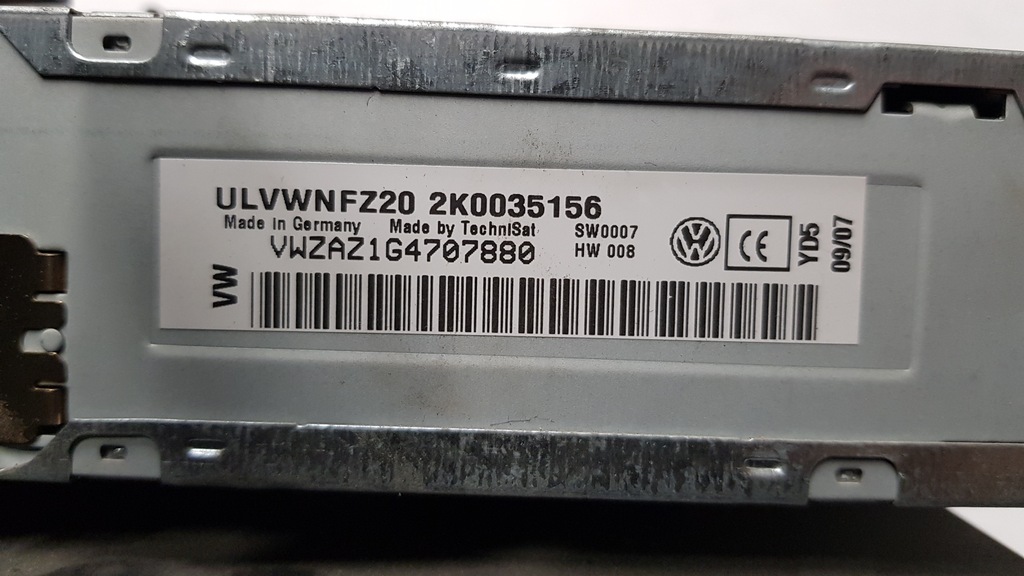 ULVWNFZ20 2K0035156
Made in Germany Made by TechniSat SW0007
VWZAZ1G4707880 HW 008
VW
CE
YD5
09/07